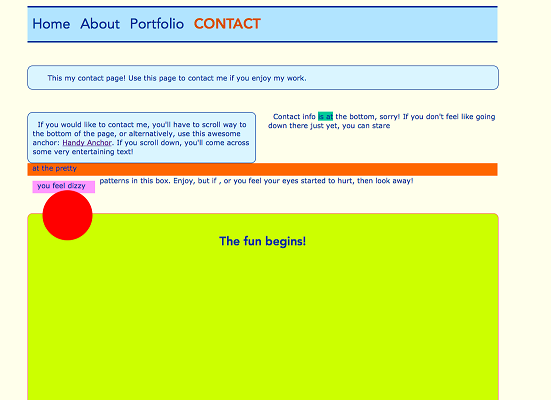 Home About Portfolio CONTACT
This my contact page! Use this page to contact me if you enjoy my work.
If you would like to contact me, you'll have to scroll way to
the bottom of the page, or alternatively, use this awesome
anchor: Handy Anchor. If you scroll down, you'll come across
some very entertaining text!
Contact info is at the bottom, sorry! If you don't feel like going
down there just yet, you can stare
at the pretty
patterns in this box. Enjoy, but if , or you feel your eyes started to hurt, then look away!
you feel dizzy
The fun begins!